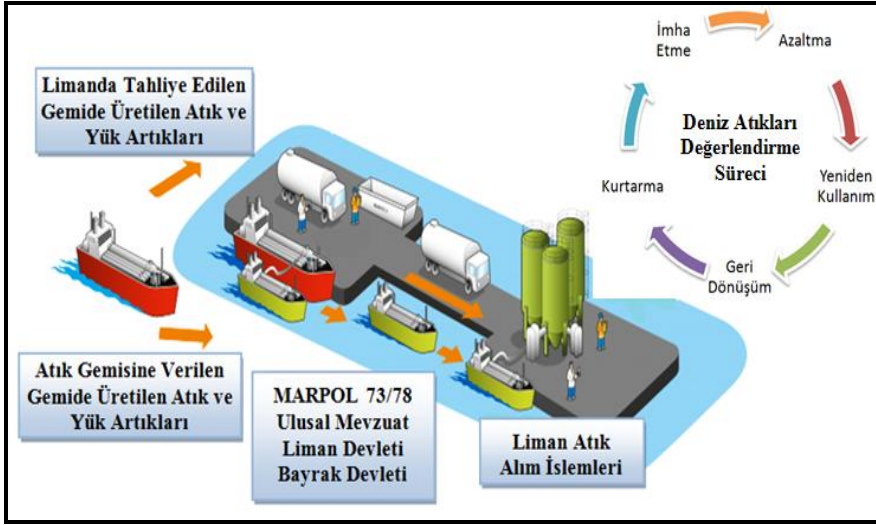 Limanda Tahliye Edilen
Gemide Üretilen Atık ve
Yük Artıkları
Atık Gemisine Verilen
Gemide Üretilen Atık ve
Yük Artıkları
MARPOL 73/78
Ulusal Mevzuat
Liman Devleti
Bayrak Devleti
Liman Atık
Alım İşlemleri
İmha
Etme
Azaltma
Yeniden
Kullanım
Geri
Dönüşüm
Kurtarma
Deniz Atıkları
Değerlendirme
Süreci